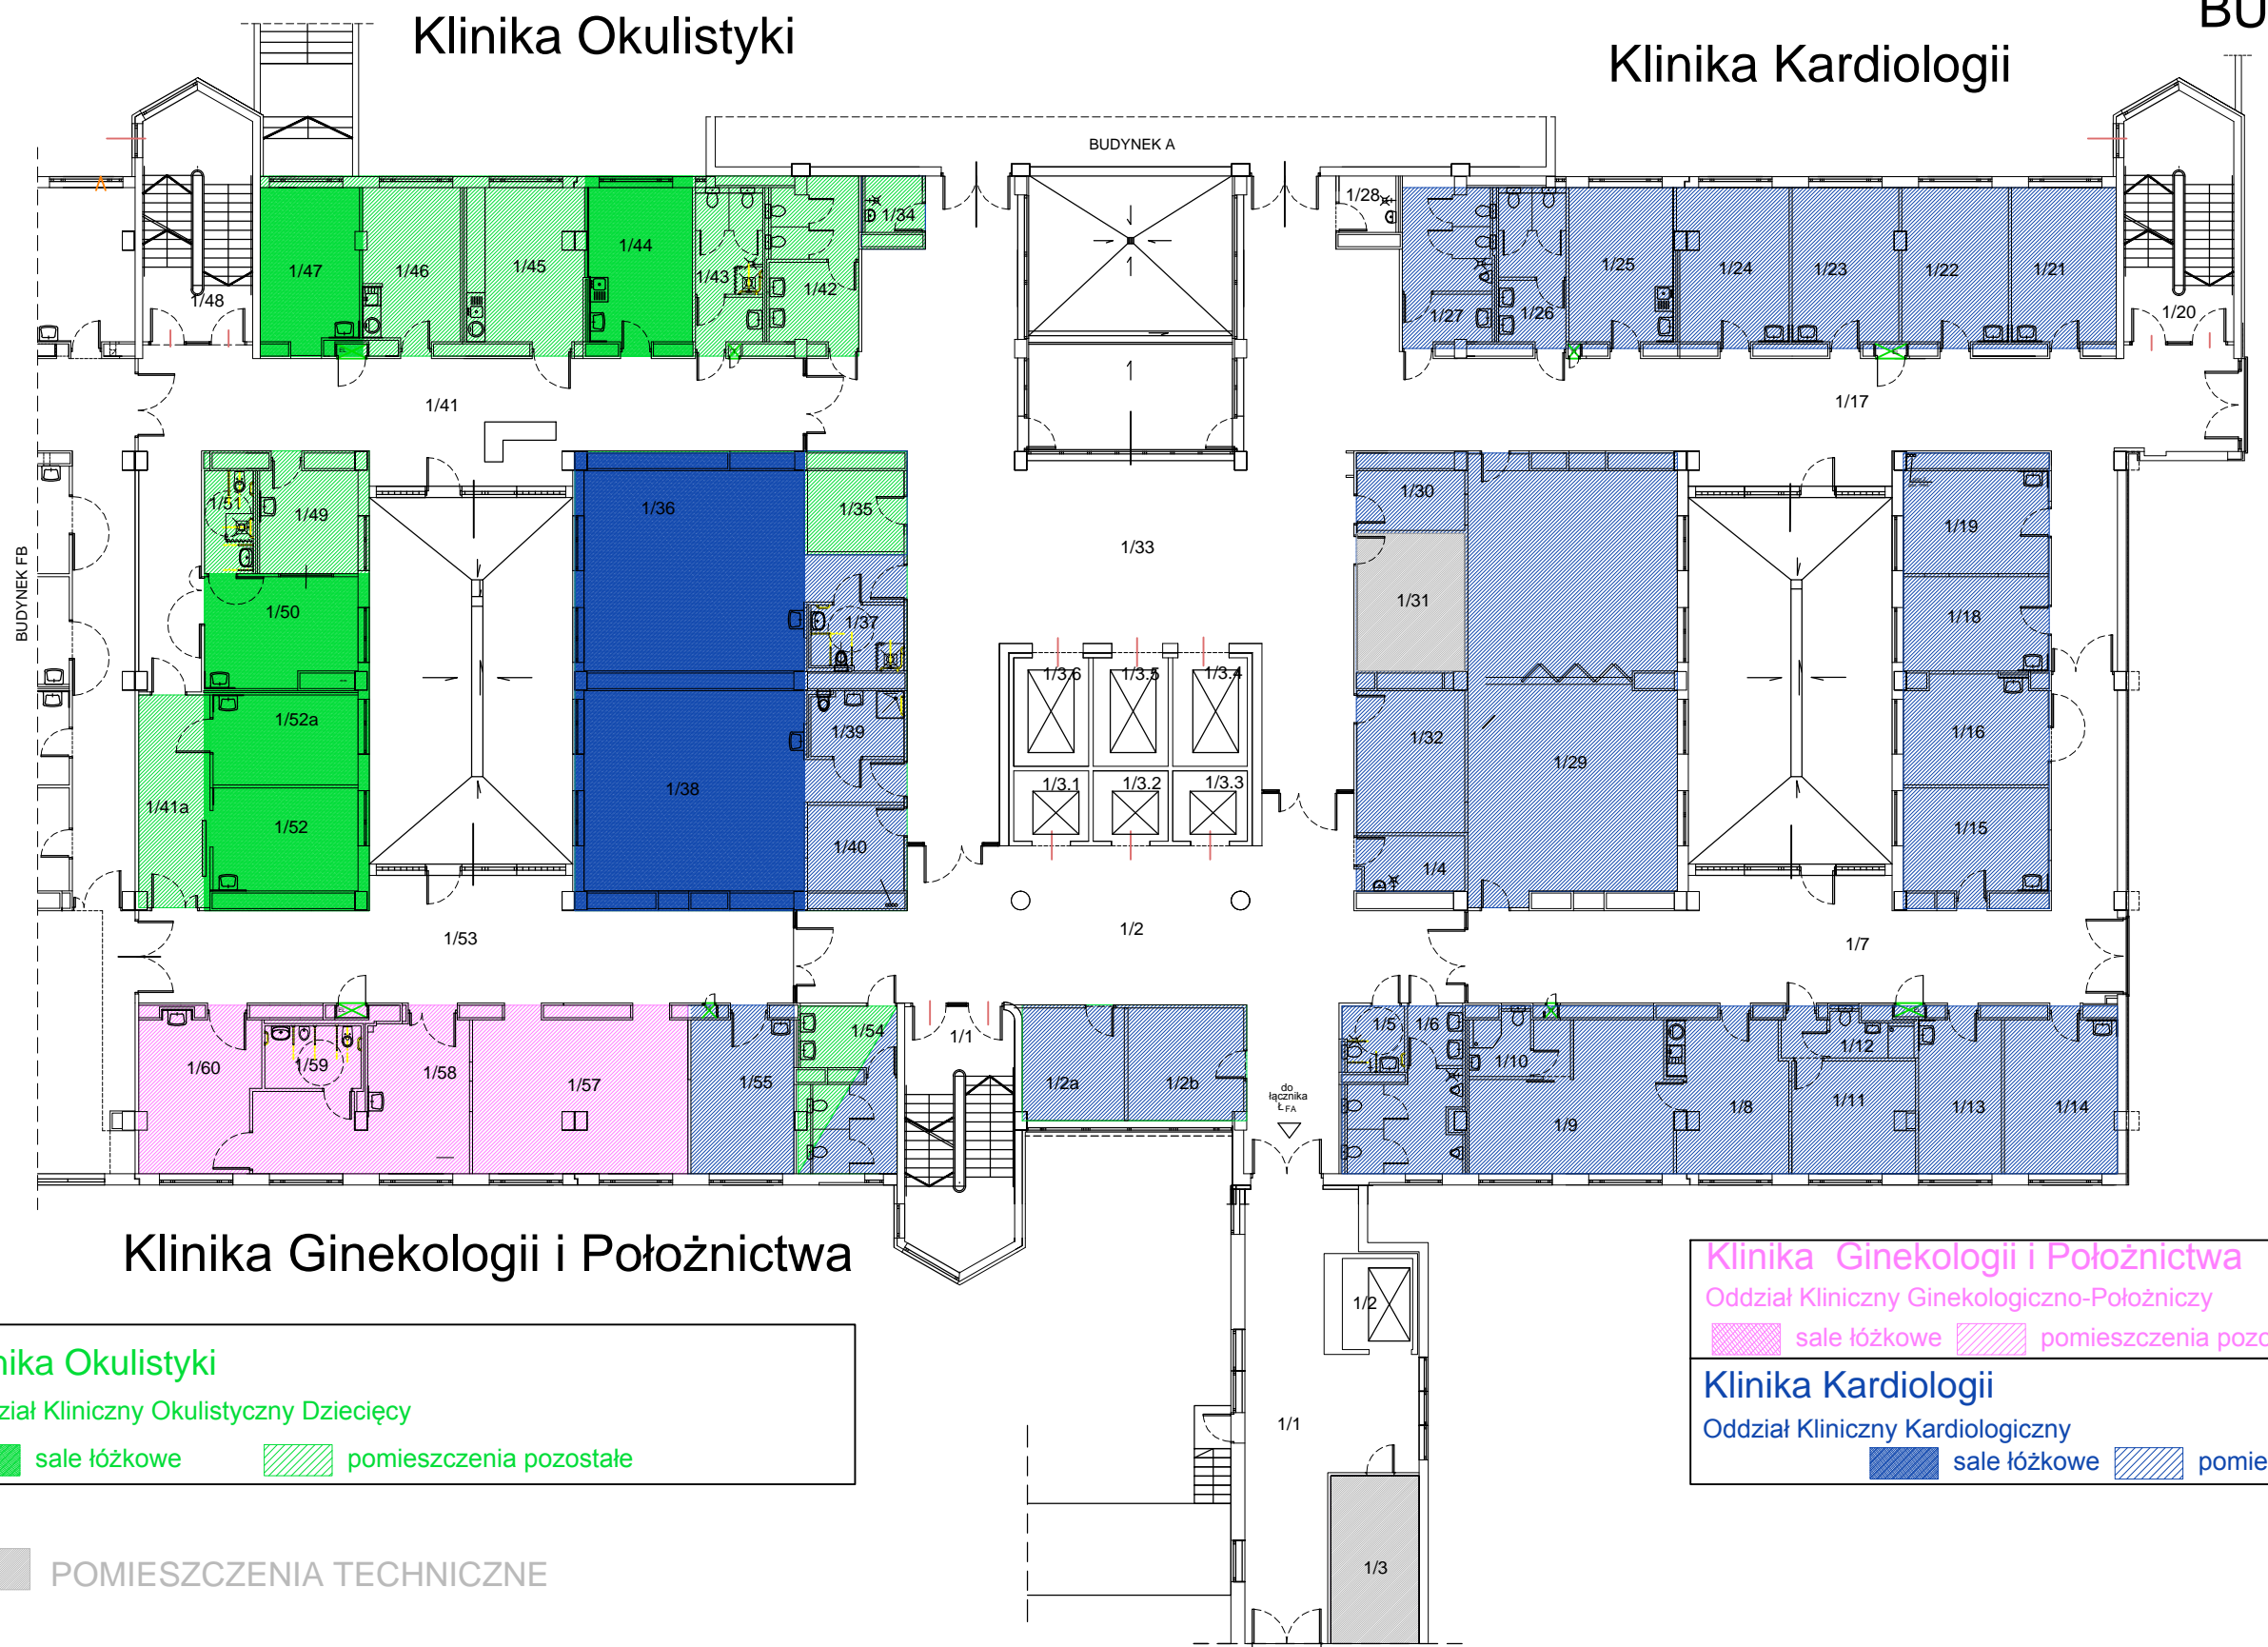 BU
Klinika Okulistyki
Klinika Kardiologii
BUDYNEK A
1/28
1/34
1/47
1/46
1/45
1/44
1/43
1/42
1/48
1/27
1/26
1/25
1/24
1/23
1/22
1/21
1/20
1
1
1/41
1/17
1/51
1/49
1/36
1/35
1/30
1/19
1/33
BUDYNEK FB
1/50
1/37
1/31
1/18
1/3.6
1/3.5
1/3.4
1/52a
1/39
1/32
1/29
1/16
1/41a
1/38
1/3.1
1/3.2
1/3.3
1/52
1/40
1/4
1/15
1/53
1/2
1/7
1/60
1/59
1/58
1/57
1/55
1/54
1/1
1/2a
1/2b
do
łącznika
Ł FA
1/5
1/6
1/10
1/9
1/8
1/12
1/11
1/13
1/14
Klinika Ginekologii i Położnictwa
1/2
1/1
1/3
nika Okulistyki
ział Kliniczny Okulistyczny Dziecięcy
sale łóżkowe
pomieszczenia pozostałe
POMIESZCZENIA TECHNICZNE
Klinika Ginekologii i Położnictwa
Oddział Kliniczny Ginekologiczno-Położniczy
sale łóżkowe
pomieszczenia pozo
Klinika Kardiologii
Oddział Kliniczny Kardiologiczny
sale łóżkowe
pomie